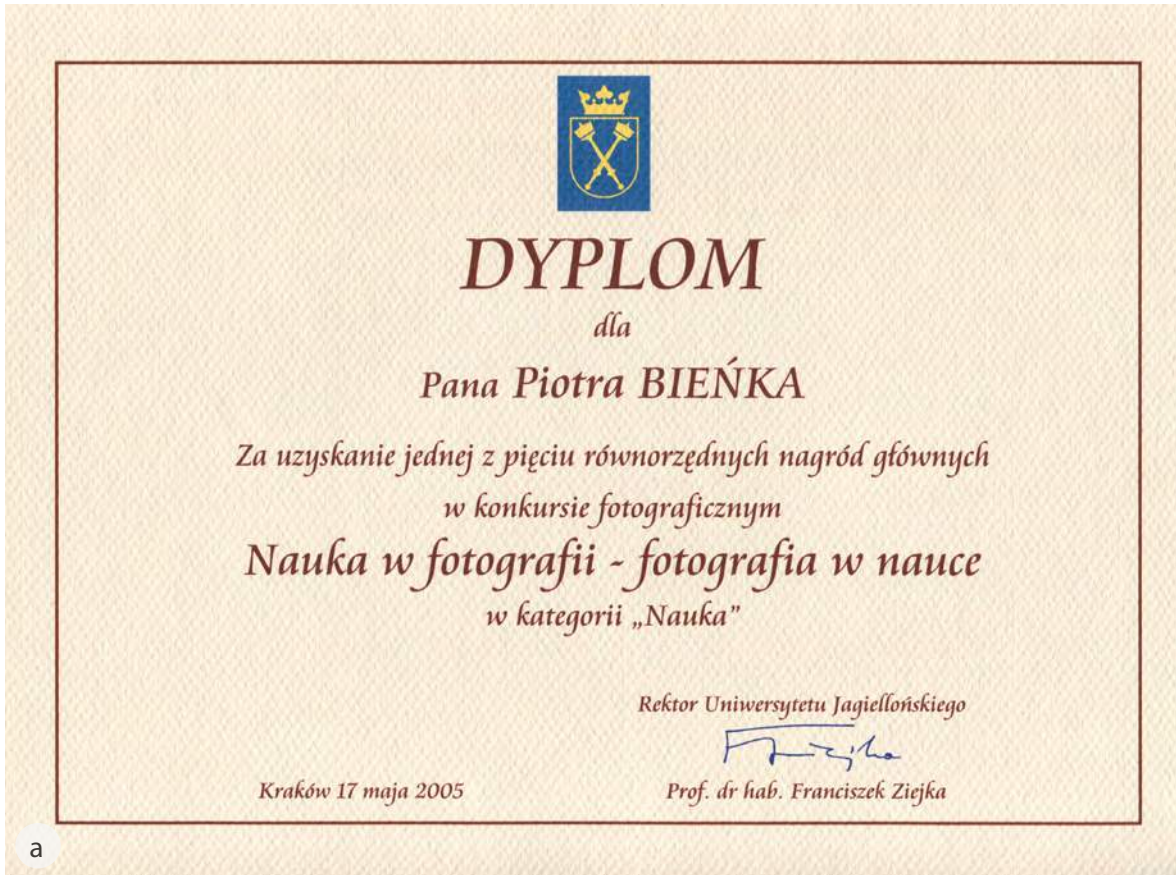 DYPLOM
dla
Pana Piotra BIEŃKA
Za uzyskanie jednej z pięciu równorzędnych nagród głównych
w konkursie fotograficznym
Nauka w fotografii - fotografia w nauce
w kategorii „Nauka”
Rektor Uniwersytetu Jagiellońskiego
F Ziejka
Prof. dr hab. Franciszek Ziejka
Kraków 17 maja 2005
a